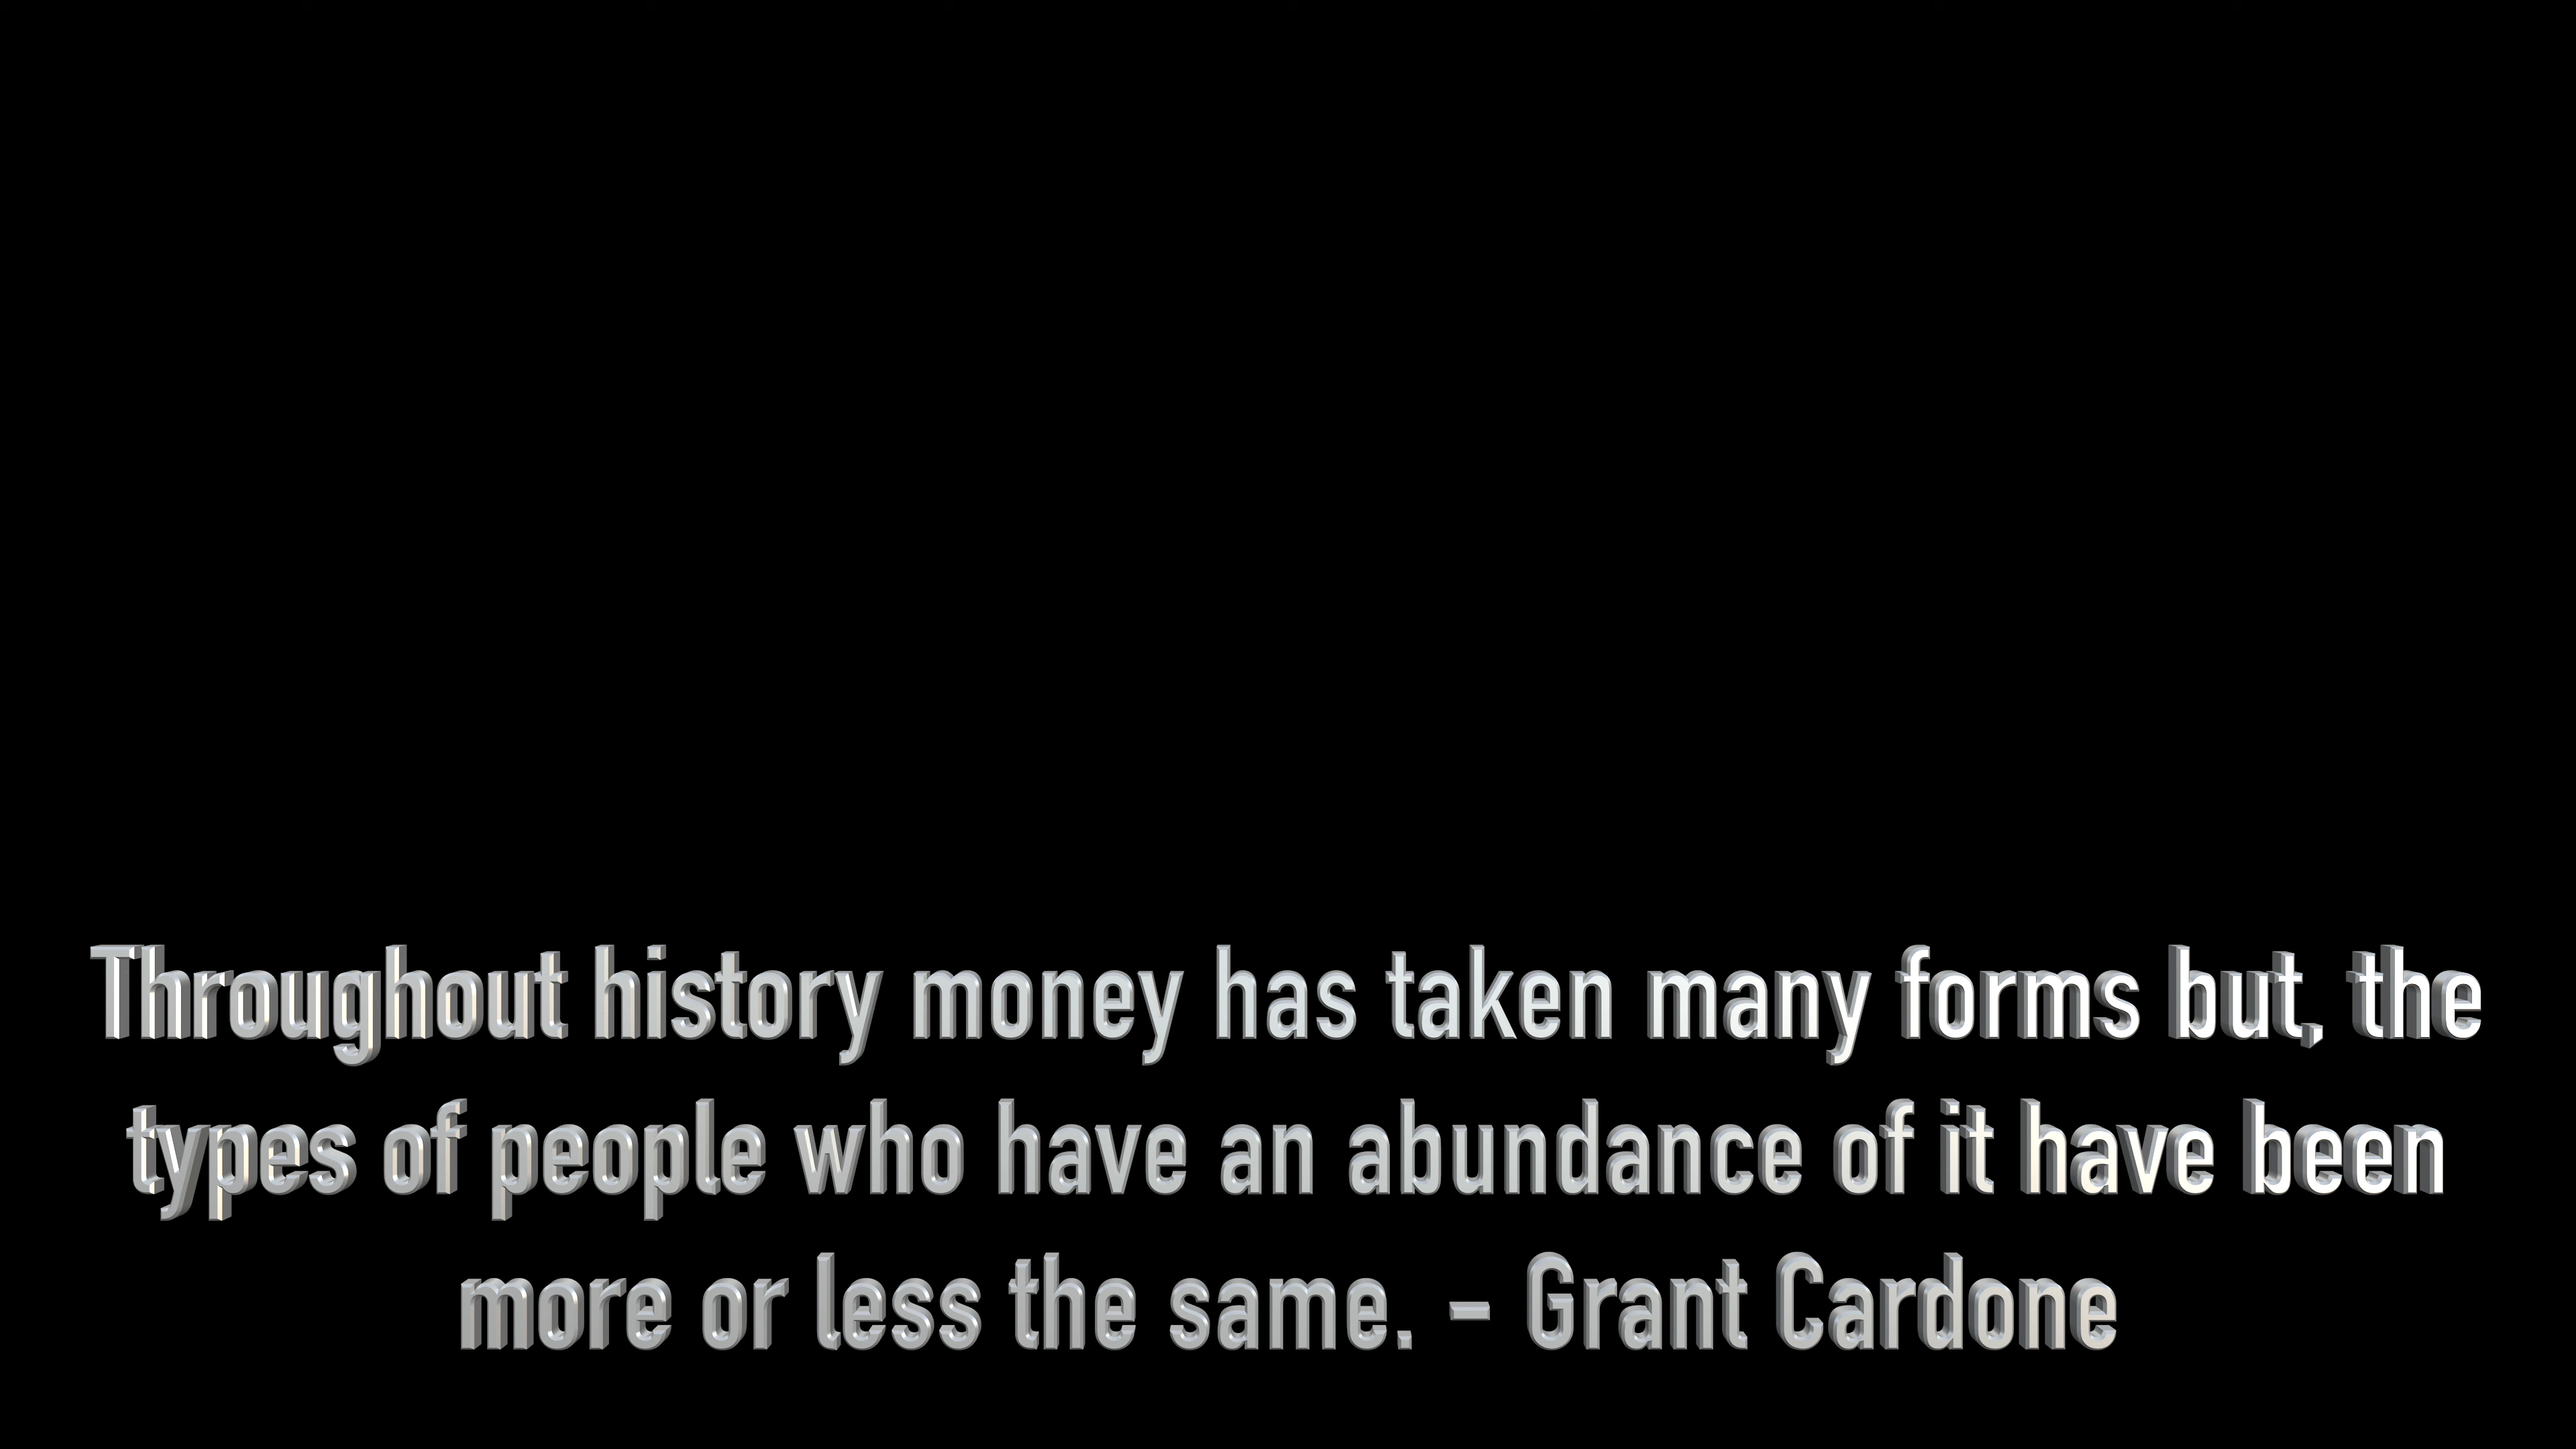 Throughout history money has taken many forms but, the
types of people who have an abundance of it have been
more or less the same. - Grant Cardone